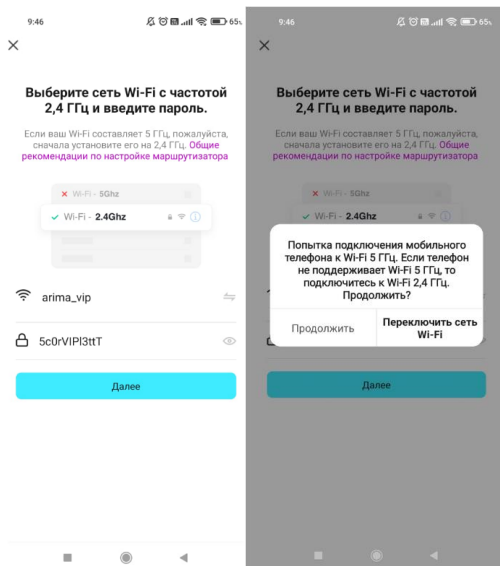 9:46
65%
Выберите сеть Wi-Fi с частотой
2,4 ГГц и введите пароль.
Если ваш Wi-Fi составляет 5 ГГц, пожалуйста,
сначала установите его на 2,4 ГГц. Общие
рекомендации по настройке маршрутизатора
Wi-Fi - 5Ghz
Wi-Fi - 2.4Ghz
arima_vip
5c0rVIPl3ttT
Далее
9:46
65%
Выберите сеть Wi-Fi с частотой
2,4 ГГц и введите пароль.
Если ваш Wi-Fi составляет 5 ГГц, пожалуйста,
сначала установите его на 2,4 ГГц. Общие
рекомендации по настройке маршрутизатора
Wi-Fi - 5Ghz
Wi-Fi - 2.4Ghz
Попытка подключения мобильного
телефона к Wi-Fi 5 ГГц. Если телефон
не поддерживает Wi-Fi 5 ГГц, то
подключитесь к Wi-Fi 2,4 ГГц.
Продолжить?
Продолжить
Переключить сеть
Wi-Fi
Далее